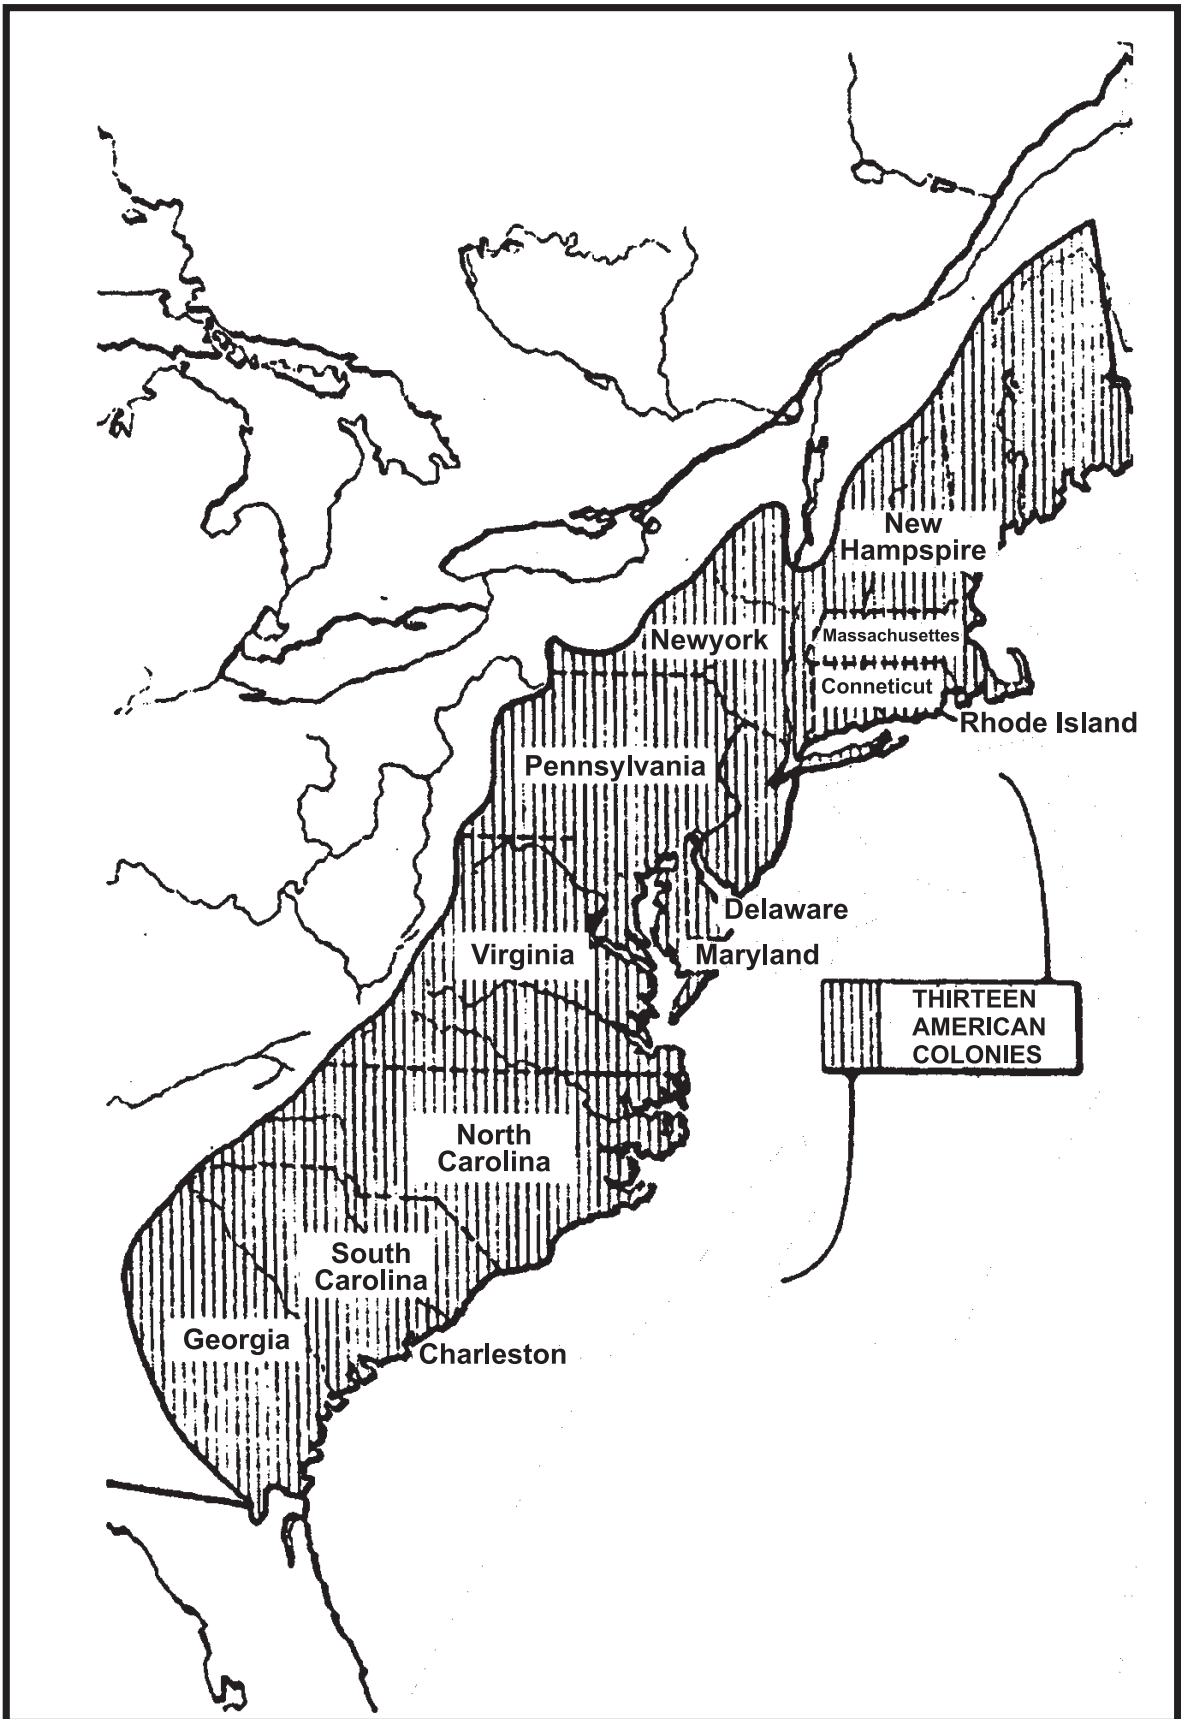 New
Hampspire
Newyork
Massachusettes
Conneticut
Rhode Island
Pennsylvania
Delaware
Virginia
Maryland
THIRTEEN
AMERICAN
COLONIES
North
Carolina
South
Carolina
Georgia
Charleston